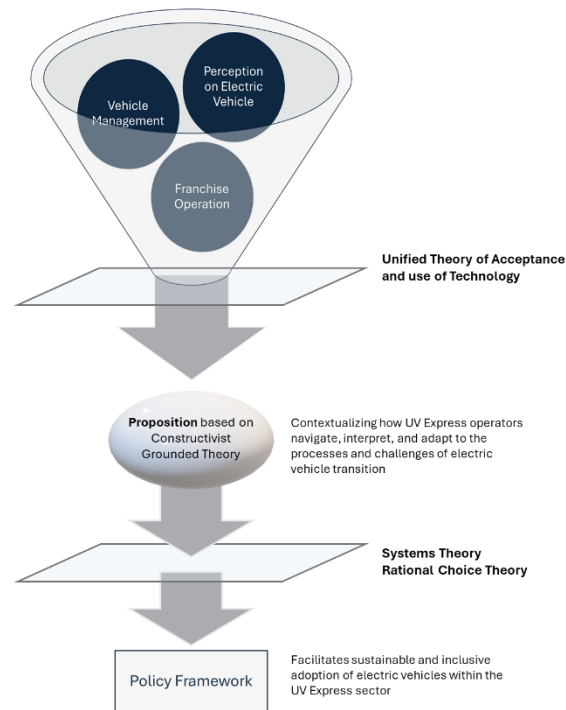 Perception
on Electric
Vehicle
Vehicle
Management
Franchise
Operation
Unified Theory of Acceptance
and use of Technology
Proposition based on
Constructivist
Grounded Theory
Contextualizing how UV Express operators
navigate, interpret, and adapt to the
processes and challenges of electric
vehicle transition
Systems Theory
Rational Choice Theory
Policy Framework
Facilitates sustainable and inclusive
adoption of electric vehicles within the
UV Express sector